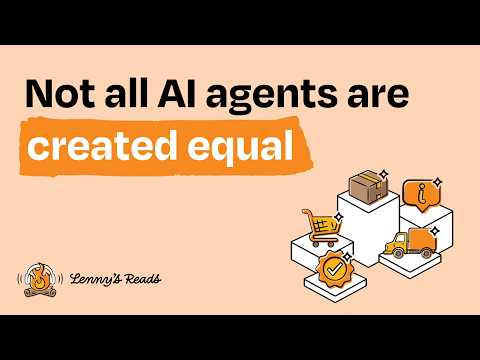 Not all AI agents are
created equal
Lenny's Reads